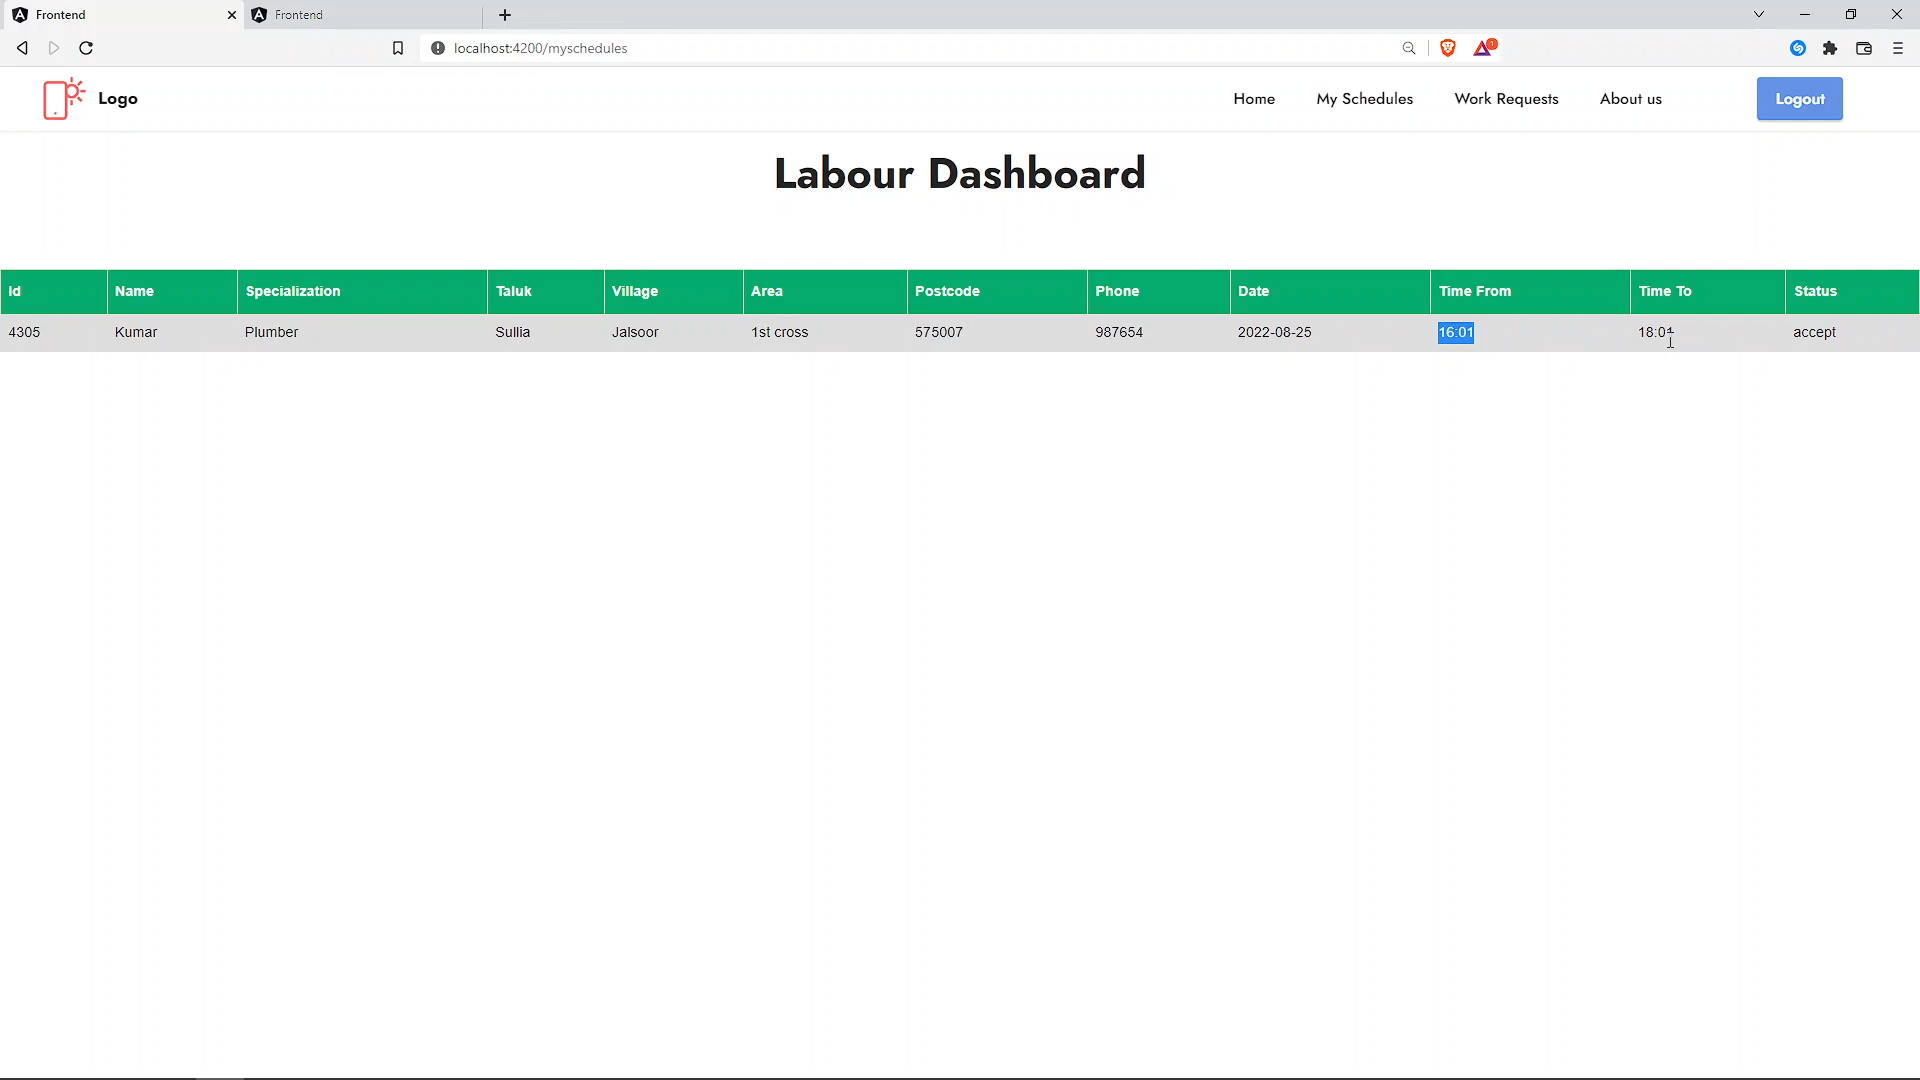 Frontend Frontend
localhost:4200/myschedules 1
Logo Home My Schedules Work Requests About us Logout
Labour Dashboard
Id Name Specialization Taluk Village Area Postcode Phone Date Time From Time To Status
4305 Kumar Plumber Sullia Jalsoor 1st cross 575007 987654 2022-08-25 16:01 18:01 accept